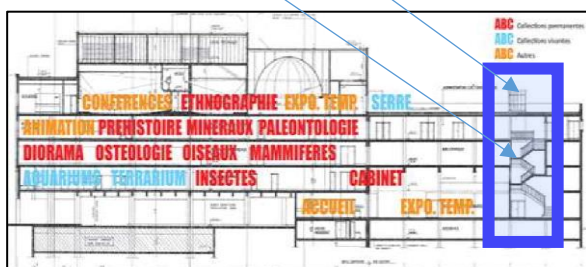 ABC Collections permanentes
ABC Collections vivantes
ABC Autres
CONFERENCES ETHNOGRAPHIE EXPO. TEMP. SERRE
ANIMATION PREHISTOIRE MINERAUX PALEONTOLOGIE
DIORAMA OSTEOLOGIE OISEAUX MAMMIFERES
AQUARIUMS TERRARIUM INSECTES CABINET
ACCUEIL EXPO. TEMP.